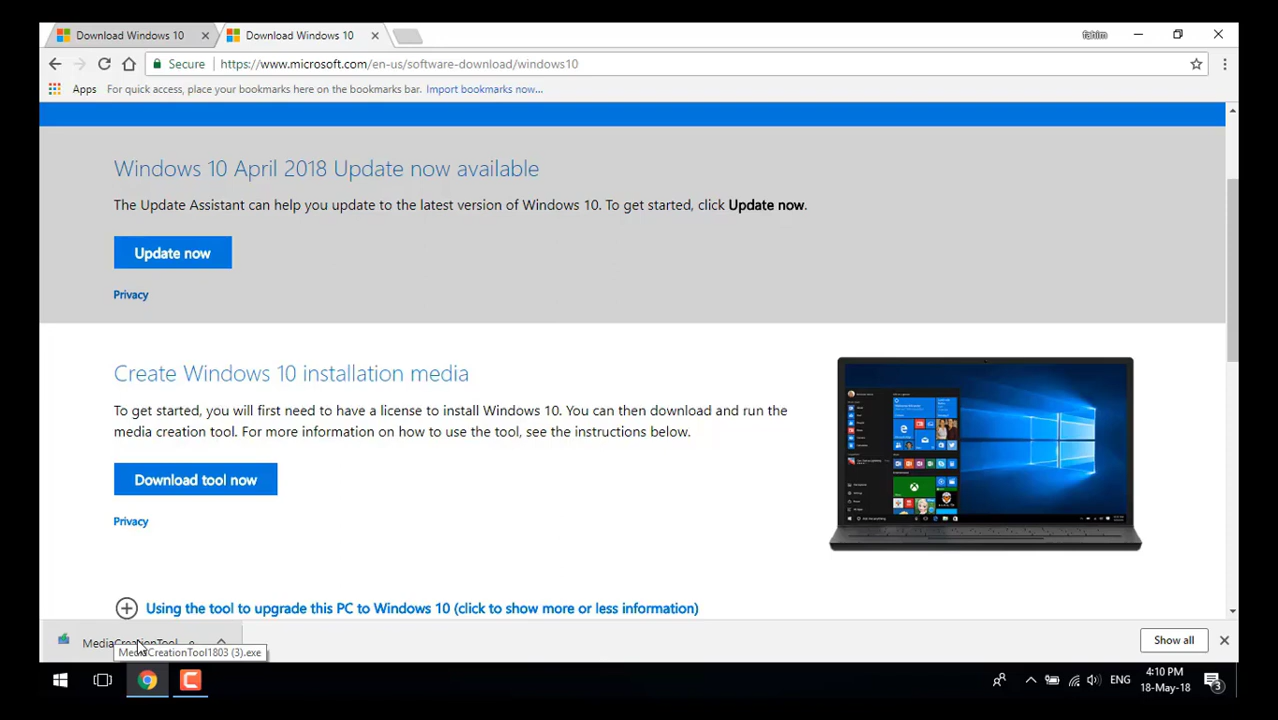 Download Windows 10
Download Windows 10
fahim
Secure
https://www.microsoft.com/en-us/software-download/windows10
Apps
For quick access, place your bookmarks here on the bookmarks bar.
Import bookmarks now...
Windows 10 April 2018 Update now available
The Update Assistant can help you update to the latest version of Windows 10. To get started, click Update now.
Update now
Privacy
Create Windows 10 installation media
To get started, you will first need to have a license to install Windows 10. You can then download and run the
media creation tool. For more information on how to use the tool, see the instructions below.
Download tool now
Privacy
Using the tool to upgrade this PC to Windows 10 (click to show more or less information)
MediaCreationTool
MediaCreationTool1803 (3).exe
Show all
4:10 PM
ENG
18-May-18
3